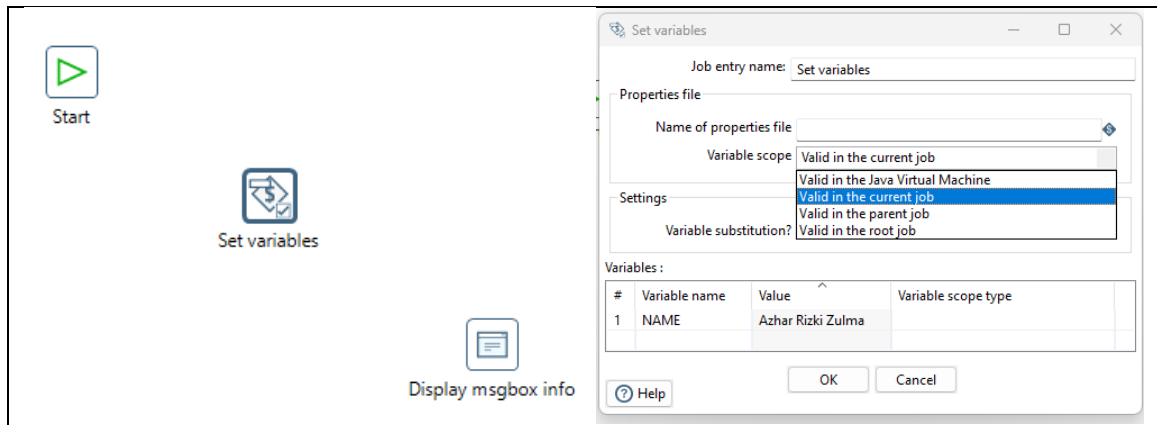 Start
Set variables
Display msgbox info
Set variables
Job entry name: Set variables
Properties file
Name of properties file
Variable scope Valid in the current job
Valid in the Java Virtual Machine
Valid in the current job
Valid in the parent job
Valid in the root job
Settings
Variable substitution?
Variables :
# Variable name Value Variable scope type
1 NAME Azhar Rizki Zulma
OK Cancel
Help